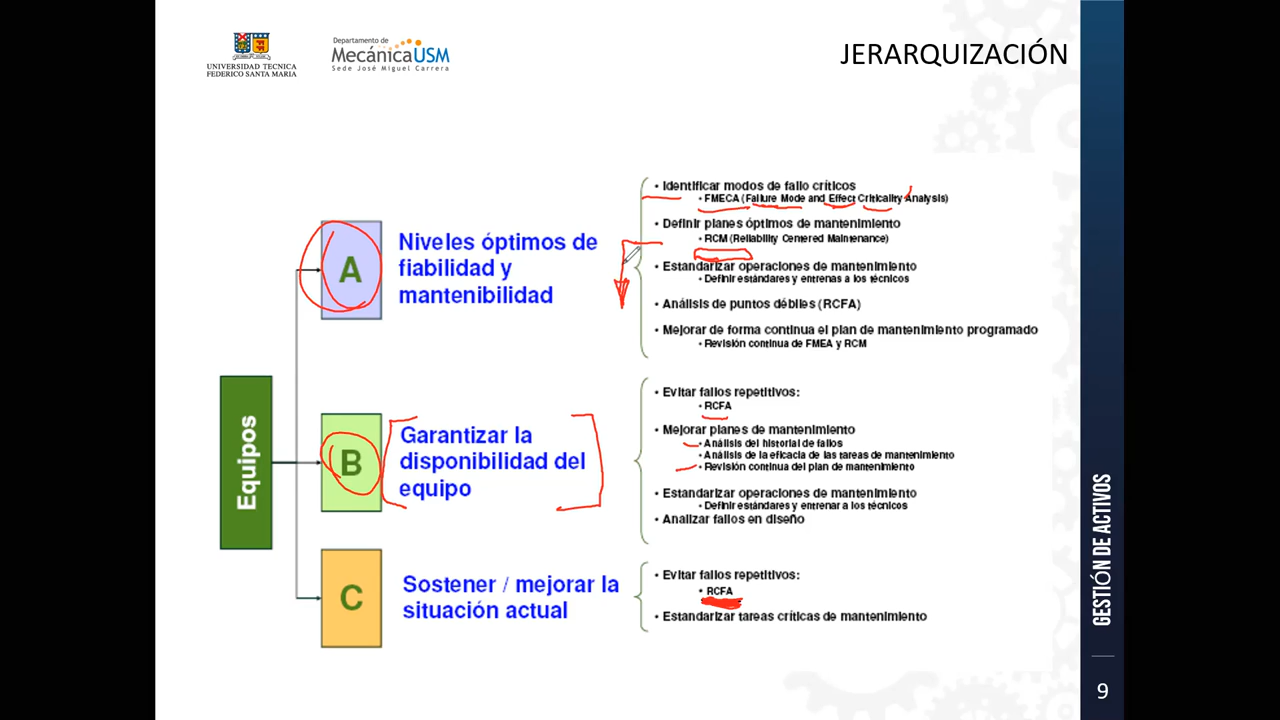 UNIVERSIDAD TECNICA
FEDERICO SANTA MARIA
Departamento de
MecánicaUSM
Sede José Miguel Carrera
JERARQUIZACIÓN
Equipos
A
Niveles óptimos de
fiabilidad y
mantenibilidad
• Identificar modos de fallo críticos
• FMECA (Failure Mode and Effect Criticality Analysis)
• Definir planes óptimos de mantenimiento
• RCM (Reliability Centered Maintenance)
• Estandarizar operaciones de mantenimiento
• Definir estándares y entrenas a los técnicos
• Análisis de puntos débiles (RCFA)
• Mejorar de forma continua el plan de mantenimiento programado
• Revisión continua de FMEA y RCM
B
Garantizar la
disponibilidad del
equipo
• Evitar fallos repetitivos:
• RCFA
• Mejorar planes de mantenimiento
• Análisis del historial de fallos
• Análisis de la eficacia de las tareas de mantenimiento
• Revisión continua del plan de mantenimiento
• Estandarizar operaciones de mantenimiento
• Definir estándares y entrenar a los técnicos
• Analizar fallos en diseño
C
Sostener / mejorar la
situación actual
• Evitar fallos repetitivos:
• RCFA
• Estandarizar tareas críticas de mantenimiento
GESTIÓN DE ACTIVOS
9